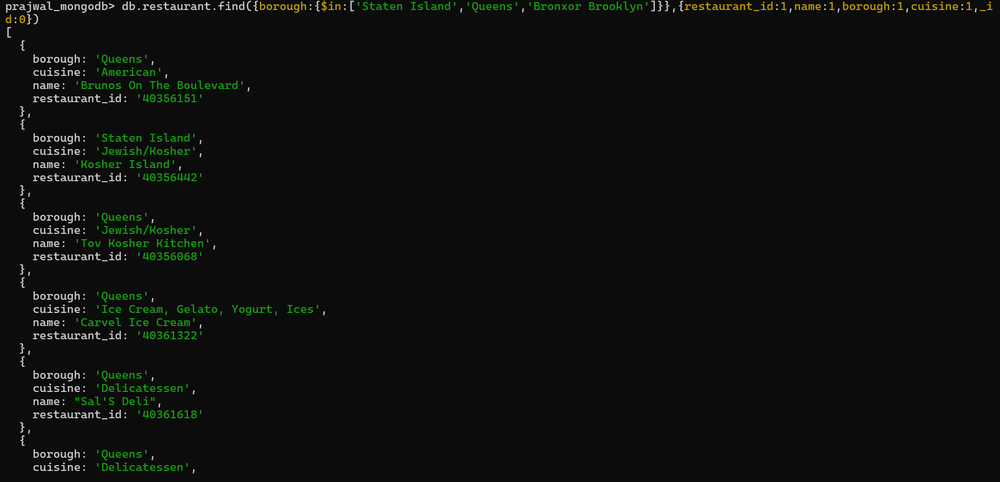 prajwal_mongodb> db.restaurant.find({borough:{$in:['Staten Island','Queens','Bronxor Brooklyn']}},{restaurant_id:1,name:1,borough:1,cuisine:1,_i
d:0})
[
  {
    borough: 'Queens',
    cuisine: 'American',
    name: 'Brunos On The Boulevard',
    restaurant_id: '40356151'
  },
  {
    borough: 'Staten Island',
    cuisine: 'Jewish/Kosher',
    name: 'Kosher Island',
    restaurant_id: '40356442'
  },
  {
    borough: 'Queens',
    cuisine: 'Jewish/Kosher',
    name: 'Tov Kosher Kitchen',
    restaurant_id: '40356068'
  },
  {
    borough: 'Queens',
    cuisine: 'Ice Cream, Gelato, Yogurt, Ices',
    name: 'Carvel Ice Cream',
    restaurant_id: '40361322'
  },
  {
    borough: 'Queens',
    cuisine: 'Delicatessen',
    name: "Sal'S Deli",
    restaurant_id: '40361618'
  },
  {
    borough: 'Queens',
    cuisine: 'Delicatessen',